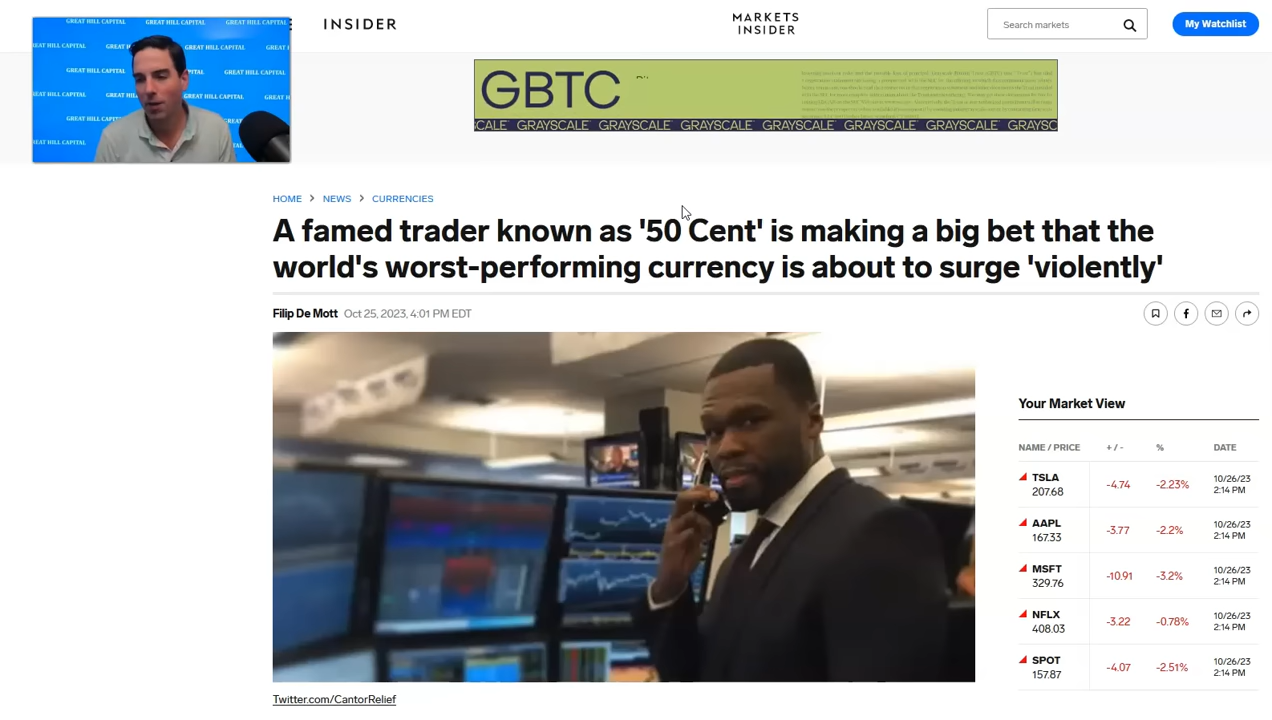 GREAT HILL CAPITAL GREAT HILL CAPITAL GREAT HILL CAPITAL
INSIDER
MARKETS
INSIDER
Search markets
My Watchlist
GBTC
GRAYSCALE GRAYSCALE GRAYSCALE GRAYSCALE GRAYSCALE GRAYSCALE
HOME > NEWS > CURRENCIES
A famed trader known as '50 Cent' is making a big bet that the
world's worst-performing currency is about to surge 'violently'
Filip De Mott Oct 25, 2023, 4:01 PM EDT
Your Market View
NAME / PRICE + / - % DATE
TSLA
207.68 -4.74 -2.23% 10/26/23
2:14 PM
AAPL
167.33 -3.77 -2.2% 10/26/23
2:14 PM
MSFT
329.76 -10.91 -3.2% 10/26/23
2:14 PM
NFLX
408.03 -3.22 -0.78% 10/26/23
2:14 PM
SPOT
157.87 -4.07 -2.51% 10/26/23
2:14 PM
Twitter.com/CantorRelief